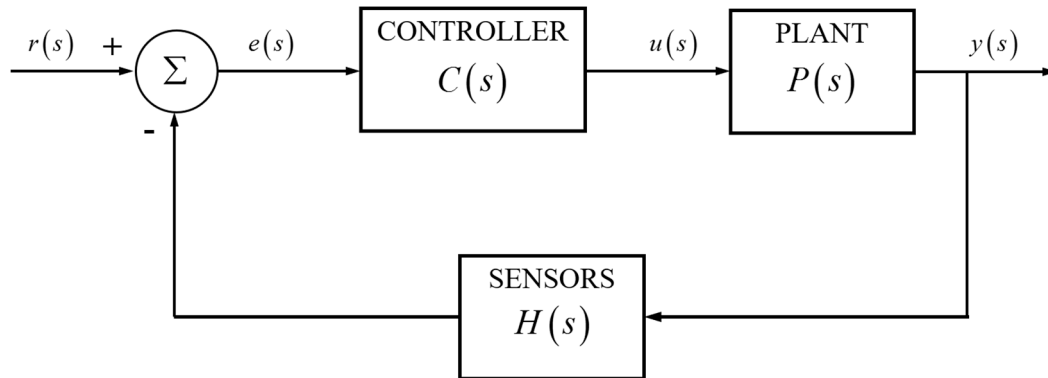 r(s)
+
Σ
-
e(s)
CONTROLLER
C(s)
u(s)
PLANT
P(s)
y(s)
SENSORS
H(s)